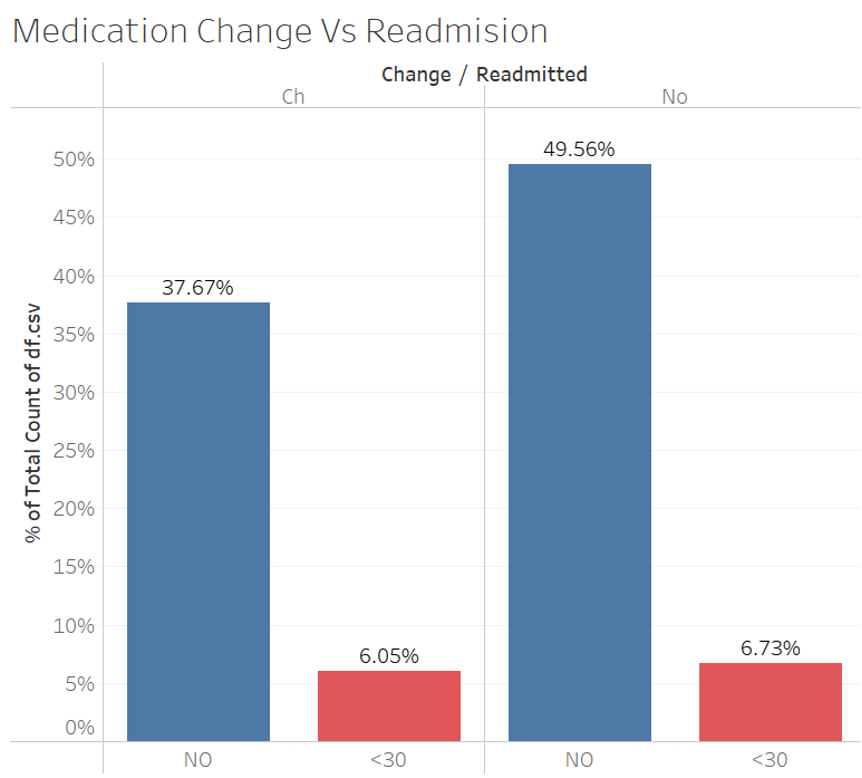 Medication Change Vs Readmision
Change / Readmitted
Ch
No
% of Total Count of df.csv
50%
45%
40%
35%
30%
25%
20%
15%
10%
5%
0%
37.67%
6.05%
49.56%
6.73%
NO
<30
NO
<30